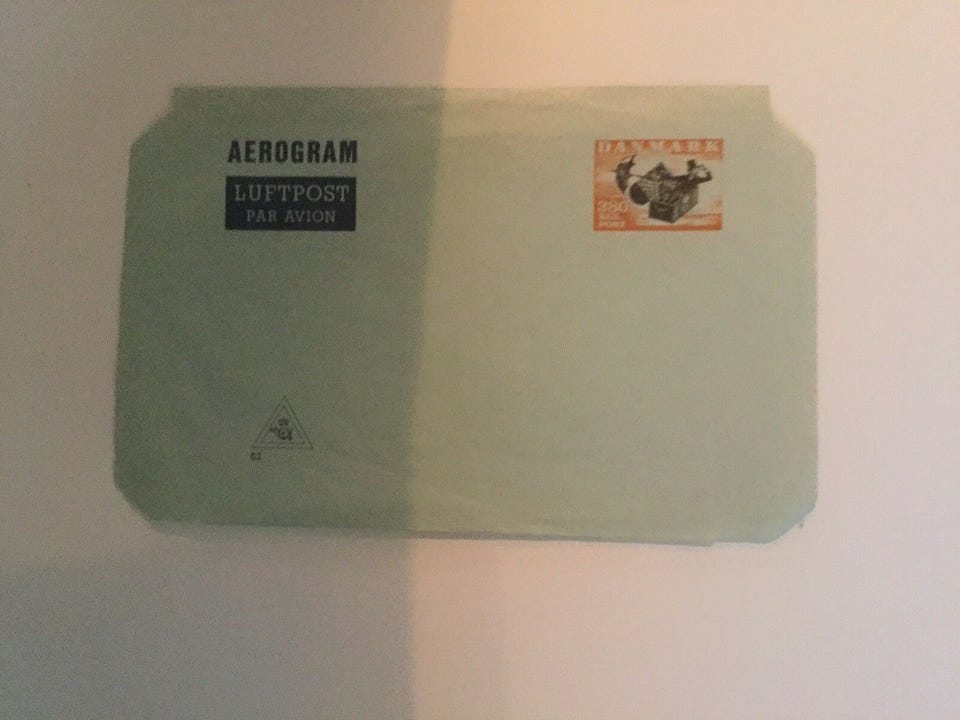 AEROGRAM
LUFTPOST
PAR AVION
DANMARK
380
62